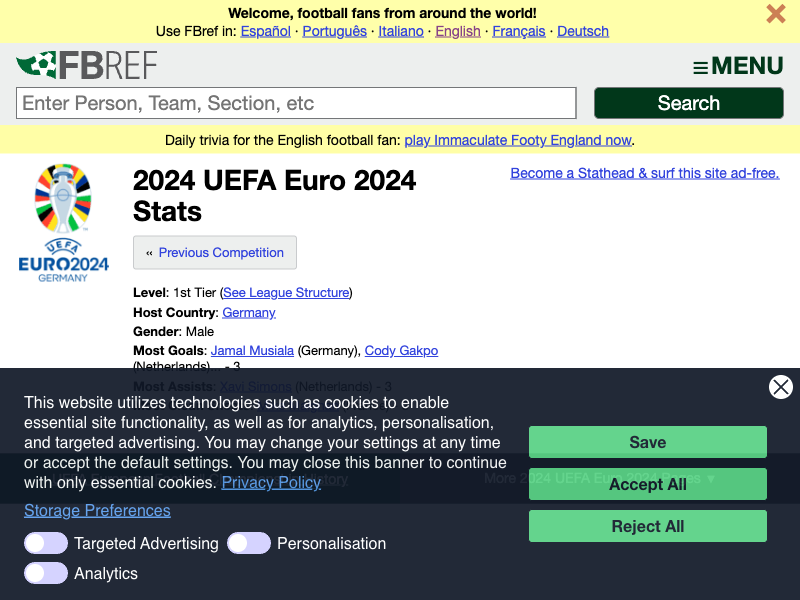 Welcome, football fans from around the world!
Use FBref in: Español · Português · Italiano · English · Français · Deutsch
FBREF
≡MENU
Enter Person, Team, Section, etc
Search
Daily trivia for the English football fan: play Immaculate Footy England now.
UEFA
EURO2024
GERMANY
2024 UEFA Euro 2024
Stats
Become a Stathead & surf this site ad-free.
« Previous Competition
Level: 1st Tier (See League Structure)
Host Country: Germany
Gender: Male
Most Goals: Jamal Musiala (Germany), Cody Gakpo
(Netherlands)... - 3
Most Assists: Xavi Simons (Netherlands) - 3
This website utilizes technologies such as cookies to enable
essential site functionality, as well as for analytics, personalisation,
and targeted advertising. You may change your settings at any time
or accept the default settings. You may close this banner to continue
with only essential cookies. Privacy Policy
Storage Preferences
Targeted Advertising
Personalisation
Analytics
Save
More 2024 UEFA Euro 2024 Pages ▼
Accept All
Reject All